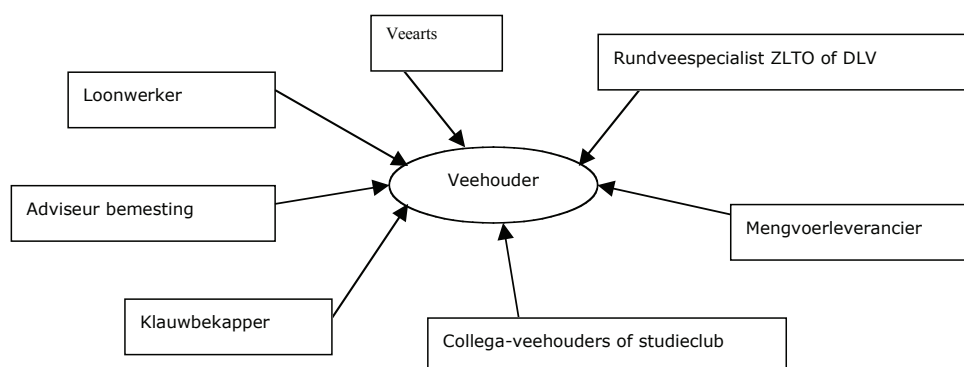 Veearts
Rundveespecialist ZLTO of DLV
Loonwerker
Veehouder
Adviseur bemesting
Mengvoerleverancier
Klauwbekapper
Collega-veehouders of studieclub